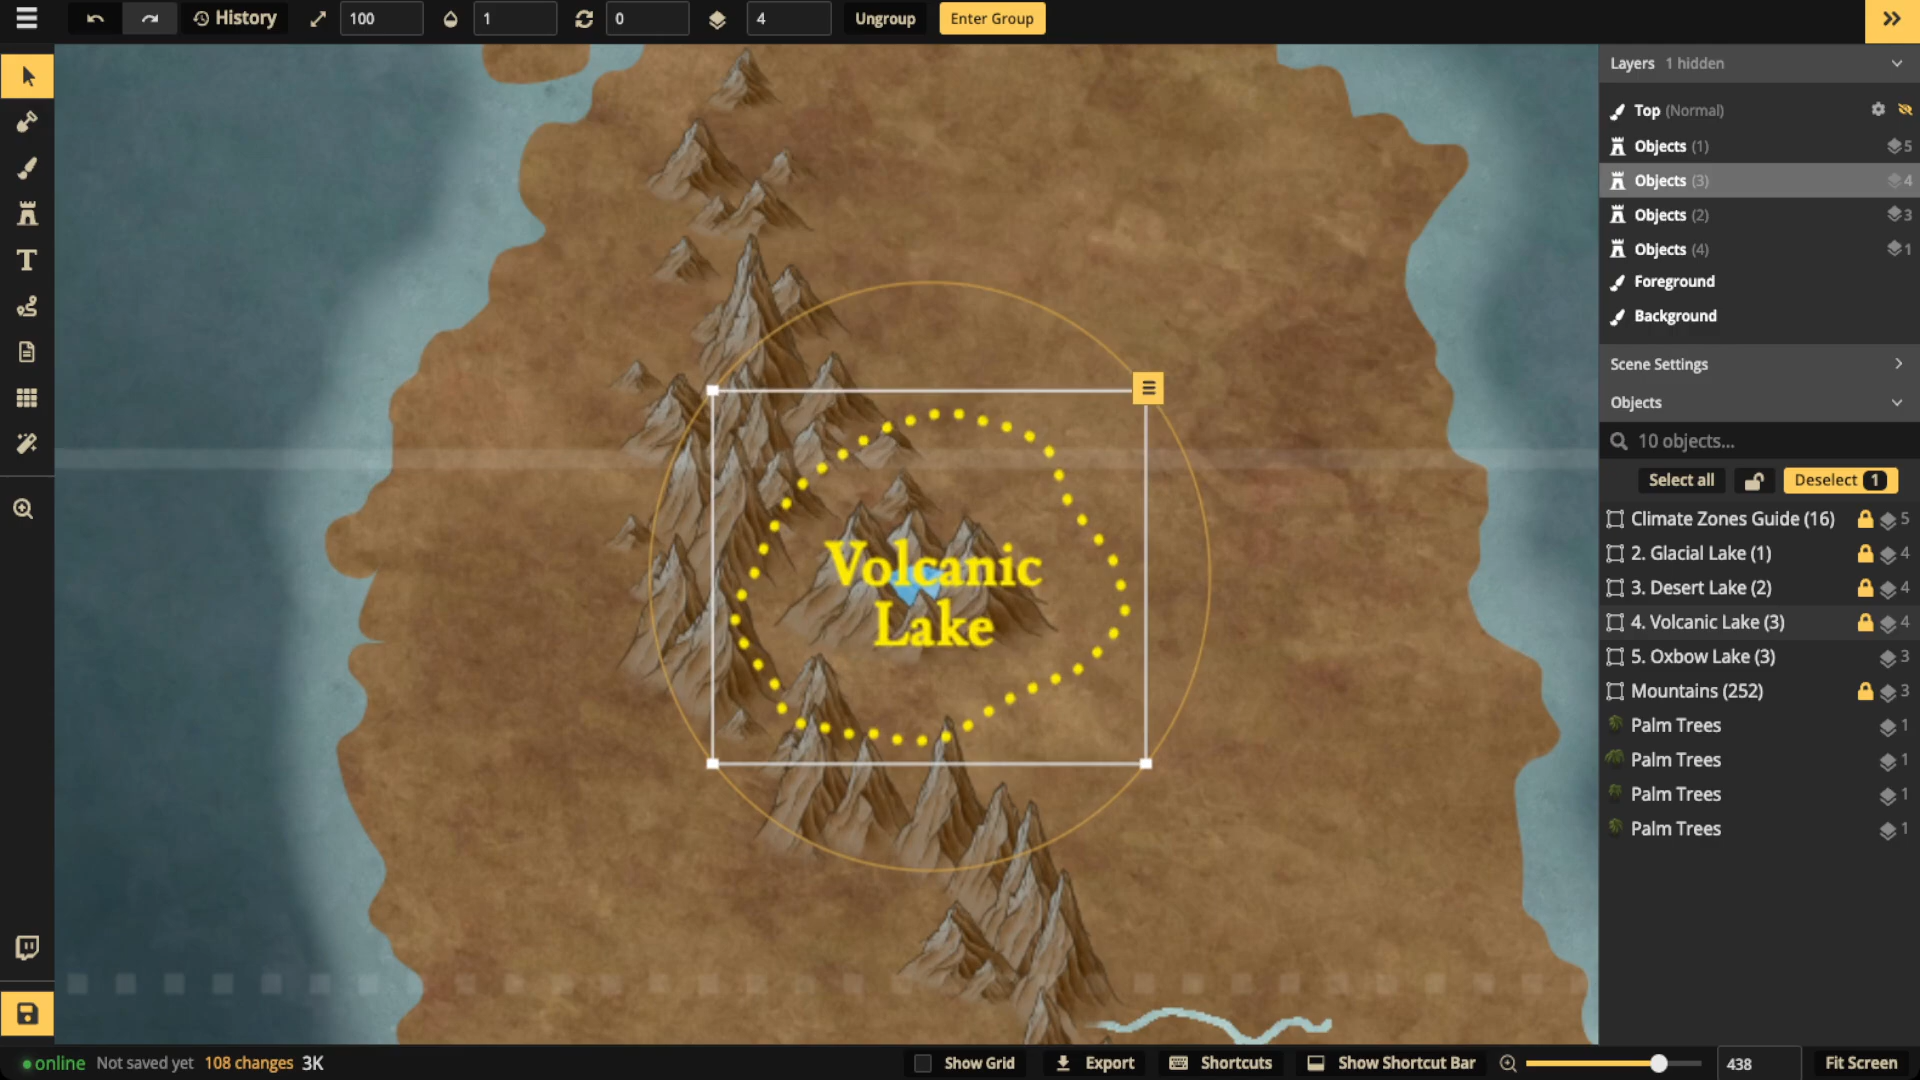 History 100 1 0 4 Ungroup Enter Group
Layers 1 hidden
Top (Normal)
Objects (1) 5
Objects (3) 4
Objects (2) 3
Objects (4) 1
Foreground
Background
Scene Settings
Objects
10 objects...
Select all Deselect 1
Climate Zones Guide (16) 5
2. Glacial Lake (1) 4
3. Desert Lake (2) 4
4. Volcanic Lake (3) 4
5. Oxbow Lake (3) 3
Mountains (252) 3
Palm Trees 1
Palm Trees 1
Palm Trees 1
Palm Trees 1
T
Volcanic
Lake
online Not saved yet 108 changes 3K Show Grid Export Shortcuts Show Shortcut Bar 438 Fit Screen